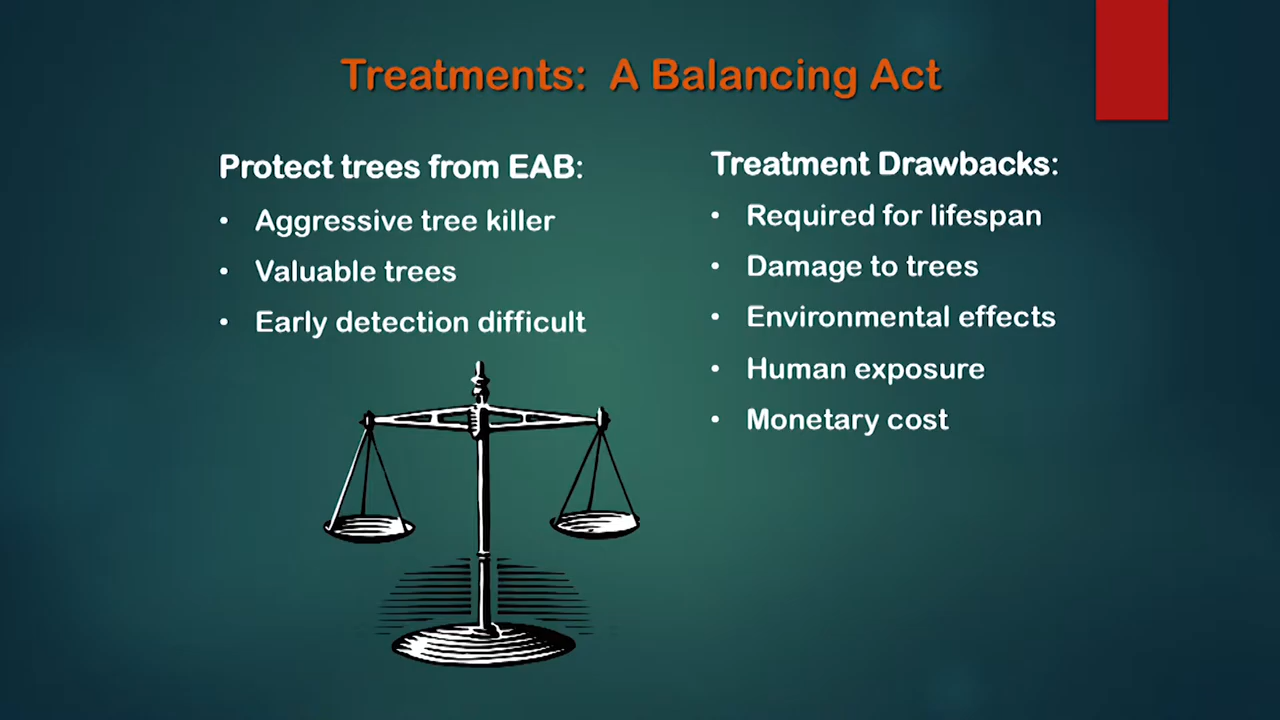 Treatments: A Balancing Act
Protect trees from EAB:
• Aggressive tree killer
• Valuable trees
• Early detection difficult
Treatment Drawbacks:
• Required for lifespan
• Damage to trees
• Environmental effects
• Human exposure
• Monetary cost